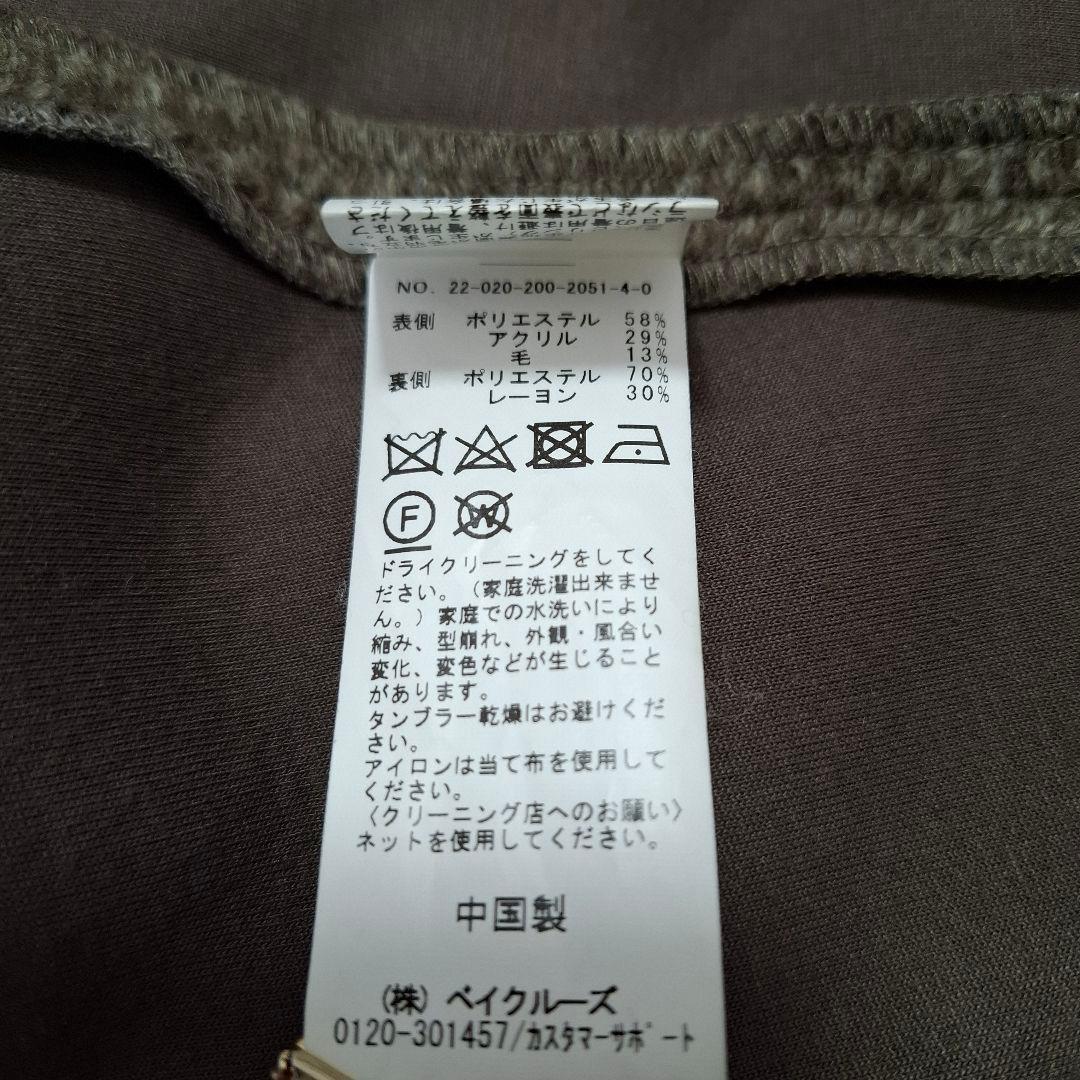 NO. 22-020-200-2051-4-0
表側 ポリエステル 58%
アクリル 29%
毛 13%
裏側 ポリエステル 70%
レーヨン 30%
F W
ドライクリーニングをしてく
ださい。(家庭洗濯出来ませ
ん。)家庭での水洗いにより
縮み、型崩れ、外観・風合い
変化、変色などが生じること
があります。
タンブラー乾燥はお避けくだ
さい。
アイロンは当て布を使用して
ください。
〈クリーニング店へのお願い〉
ネットを使用してください。
中国製
(株) ベイクルーズ
0120-301457/カスタマーサポート